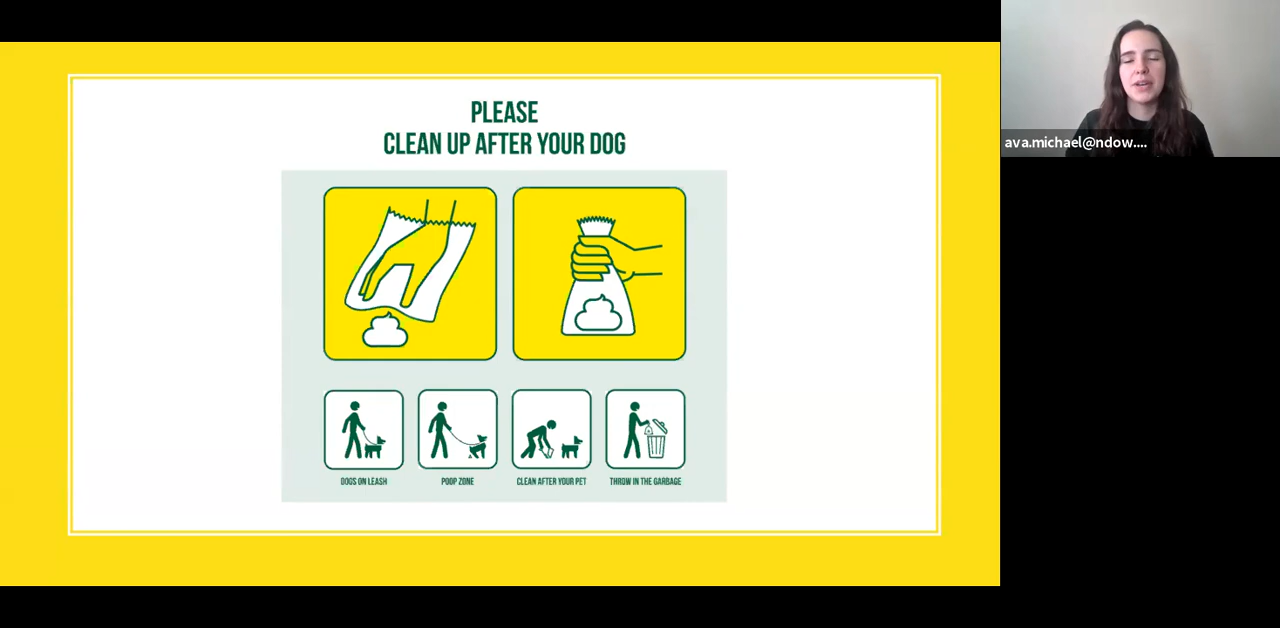 PLEASE
CLEAN UP AFTER YOUR DOG
DOGS ON LEASH
POOP ZONE
CLEAN AFTER YOUR PET
THROW IN THE GARBAGE
ava.michael@ndow....